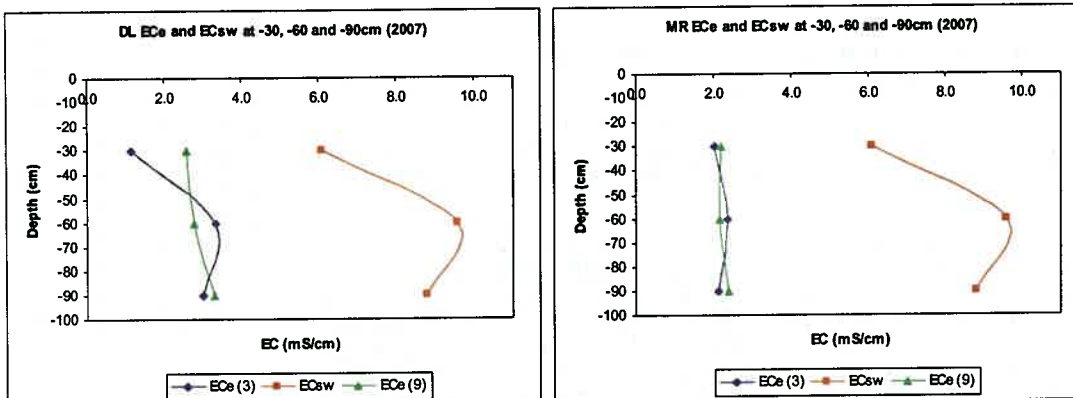 DL ECe and ECsw at -30, -60 and -90cm (2007)
0
0.0 2.0 4.0 6.0 8.0 10.0
-10
-20
-30
-40
-50
-60
-70
-80
-90
-100
Depth (cm)
EC (mS/cm)
ECe (3) ECsw ECe (9)
MR ECe and ECsw at -30, -60 and -90cm (2007)
0
0.0 2.0 4.0 6.0 8.0 10.0
-10
-20
-30
-40
-50
-60
-70
-80
-90
-100
Depth (cm)
EC (mS/cm)
ECe (3) ECsw ECe (9)